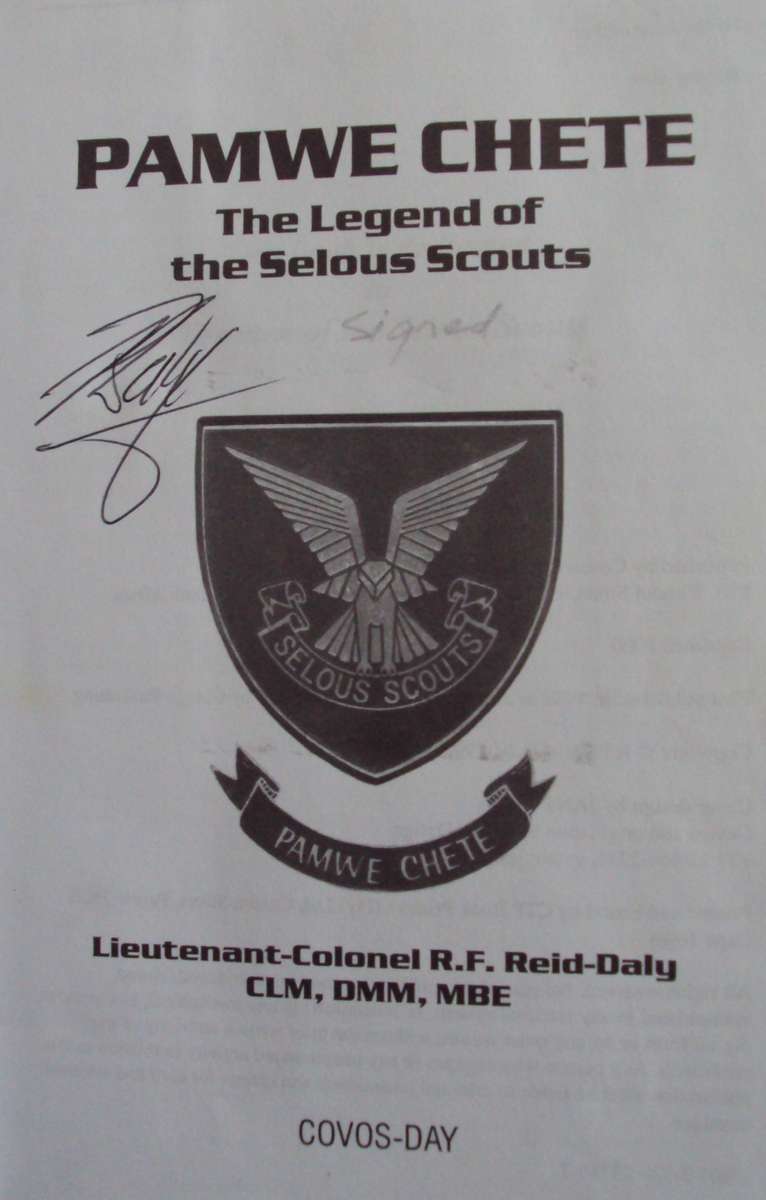 PAMWE CHETE
The Legend of
the Selous Scouts
signed
SELOUS SCOUTS
PAMWE CHETE
Lieutenant-Colonel R.F. Reid-Daly
CLM, DMM, MBE
COVOS-DAY